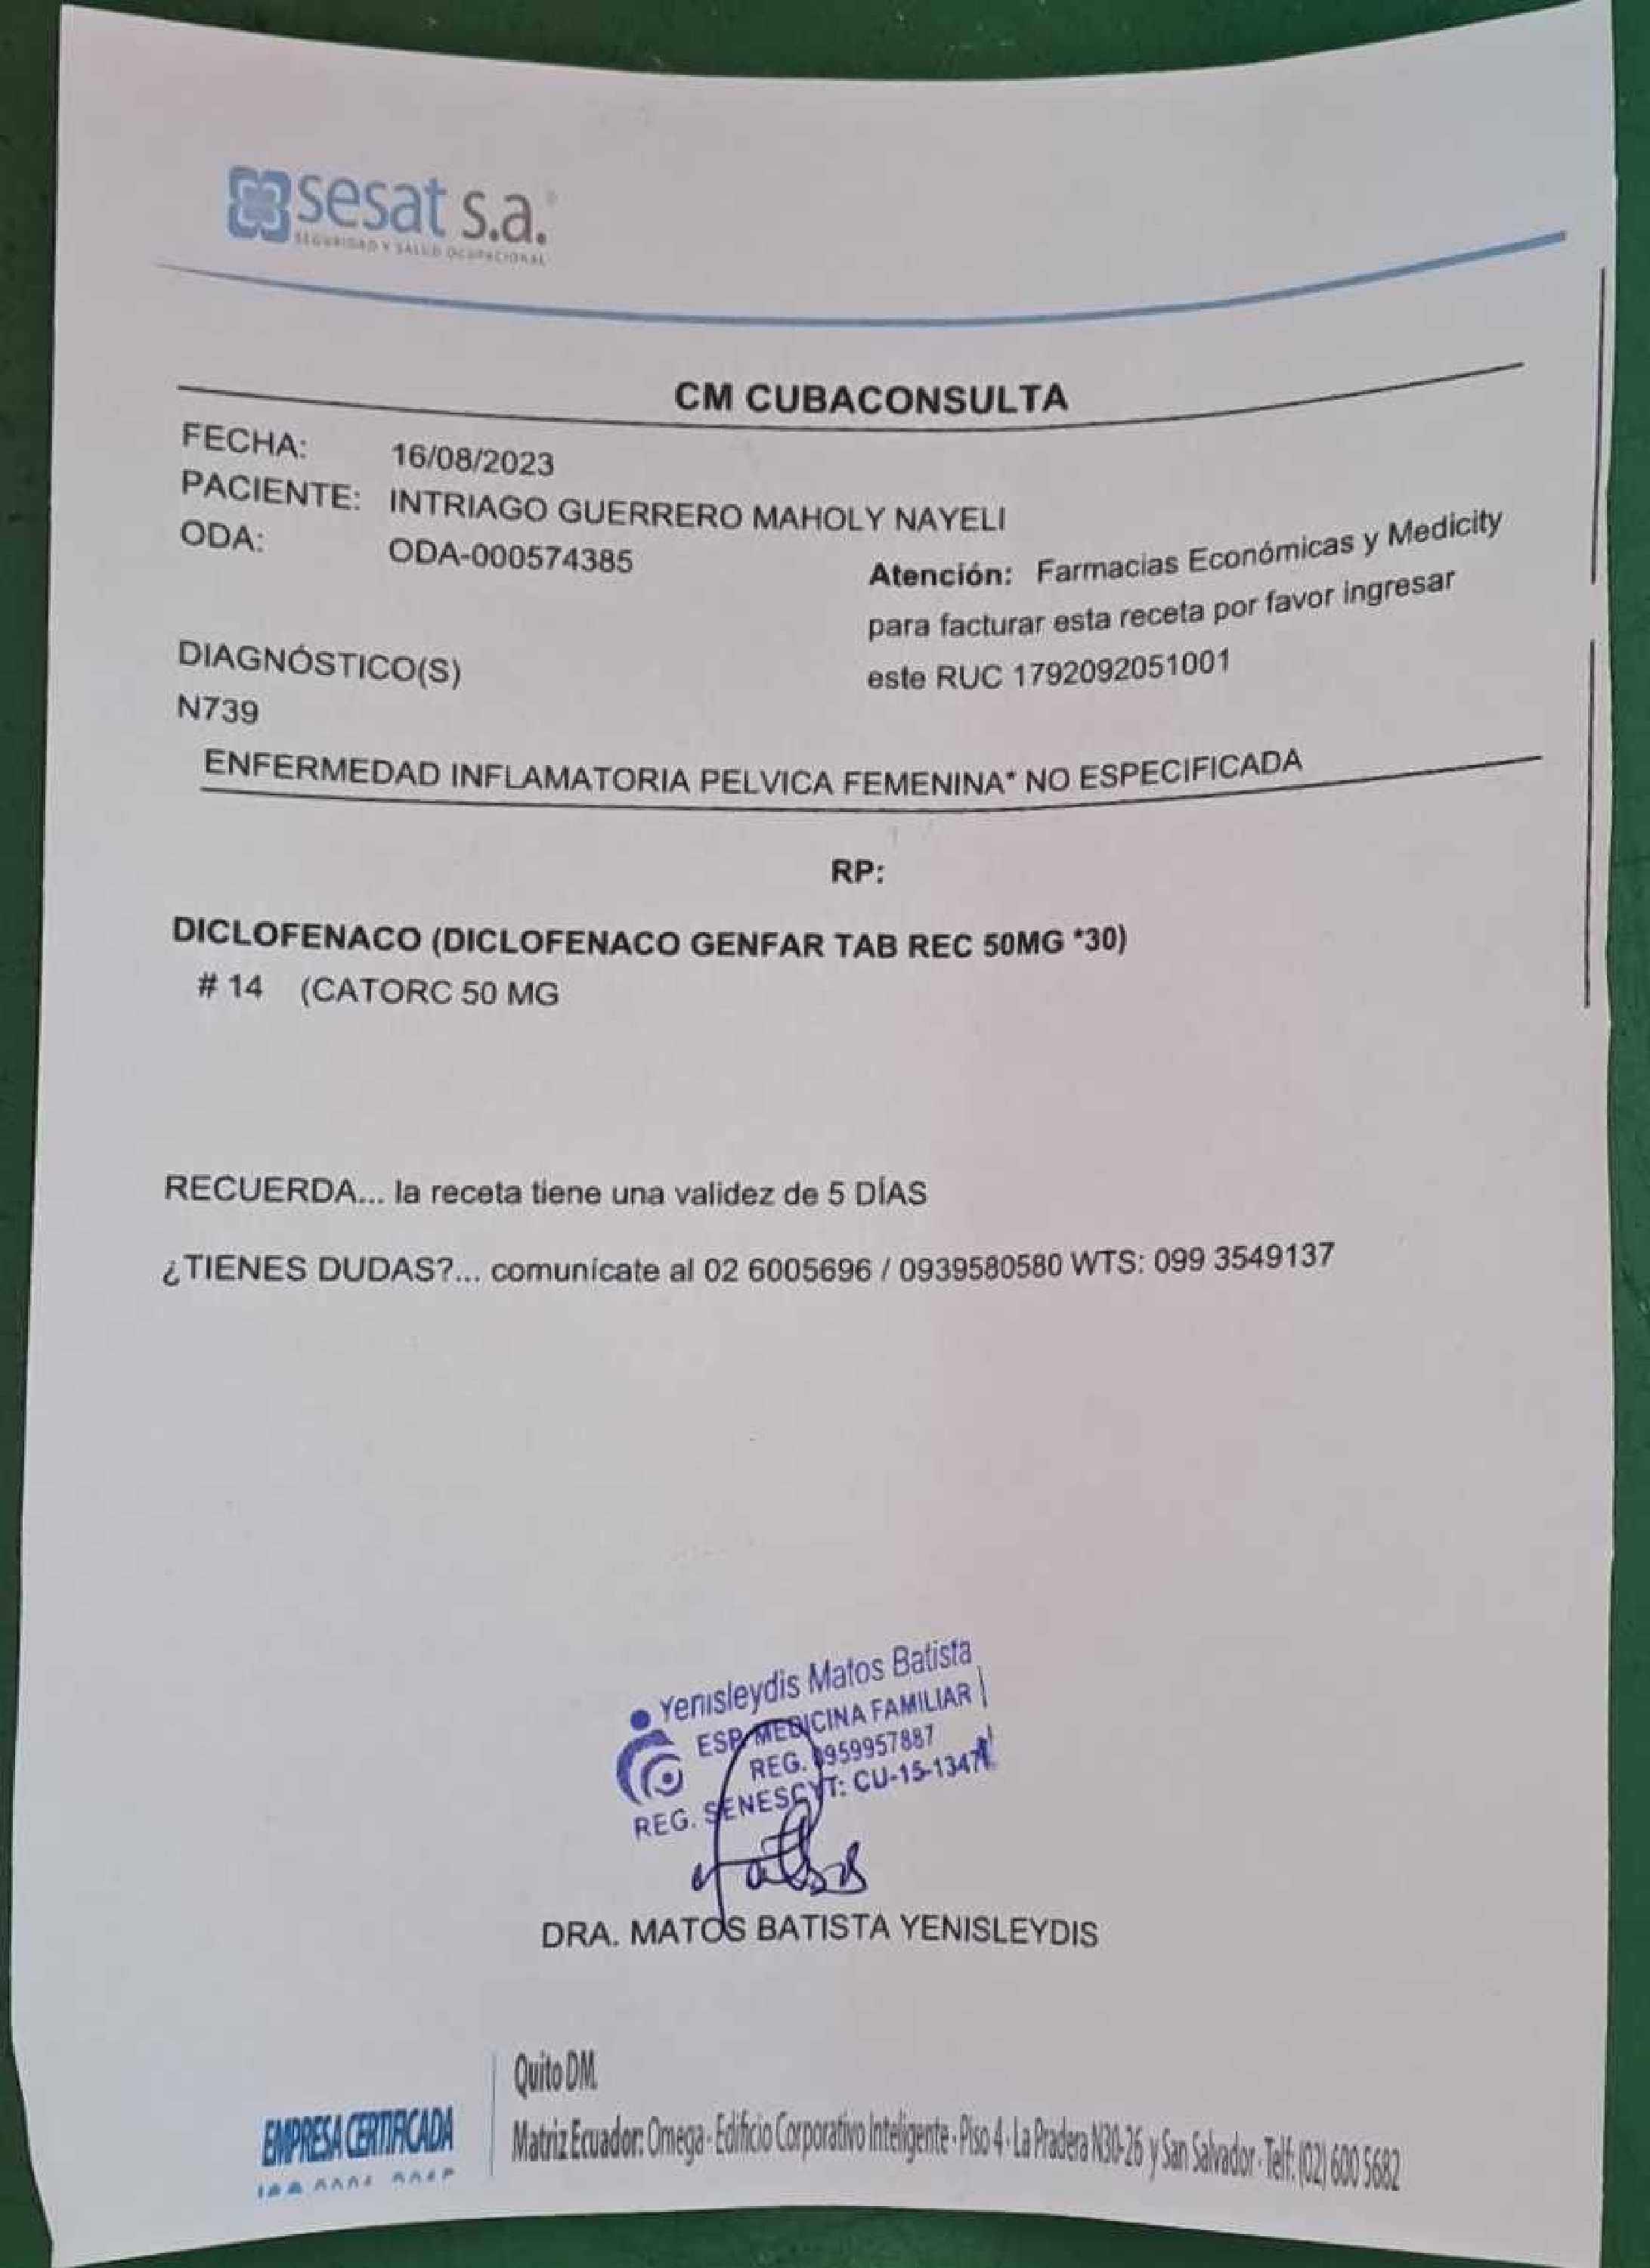 sesat s.a.
SEGURIDAD Y SALUD OCUPACIONAL
CM CUBACONSULTA
FECHA: 16/08/2023
PACIENTE: INTRIAGO GUERRERO MAHOLY NAYELI
ODA: ODA-000574385
Atención: Farmacias Económicas y Medicity
para facturar esta receta por favor ingresar
este RUC 1792092051001
DIAGNÓSTICO(S)
N739
ENFERMEDAD INFLAMATORIA PELVICA FEMENINA* NO ESPECIFICADA
RP:
DICLOFENACO (DICLOFENACO GENFAR TAB REC 50MG *30)
# 14 (CATORC 50 MG
RECUERDA... la receta tiene una validez de 5 DÍAS
¿TIENES DUDAS?... comunícate al 02 6005696 / 0939580580 WTS: 099 3549137
Yenisleydis Matos Batista
ESP. MEDICINA FAMILIAR
REG. 0959957887
REG. SENESCYT: CU-15-1347
DRA. MATOS BATISTA YENISLEYDIS
Quito DM
EMPRESA CERTIFICADA
Matriz Ecuador: Omega - Edificio Corporativo Inteligente - Piso 4 - La Pradera N30-26 y San Salvador - Telf: (02) 600 5682